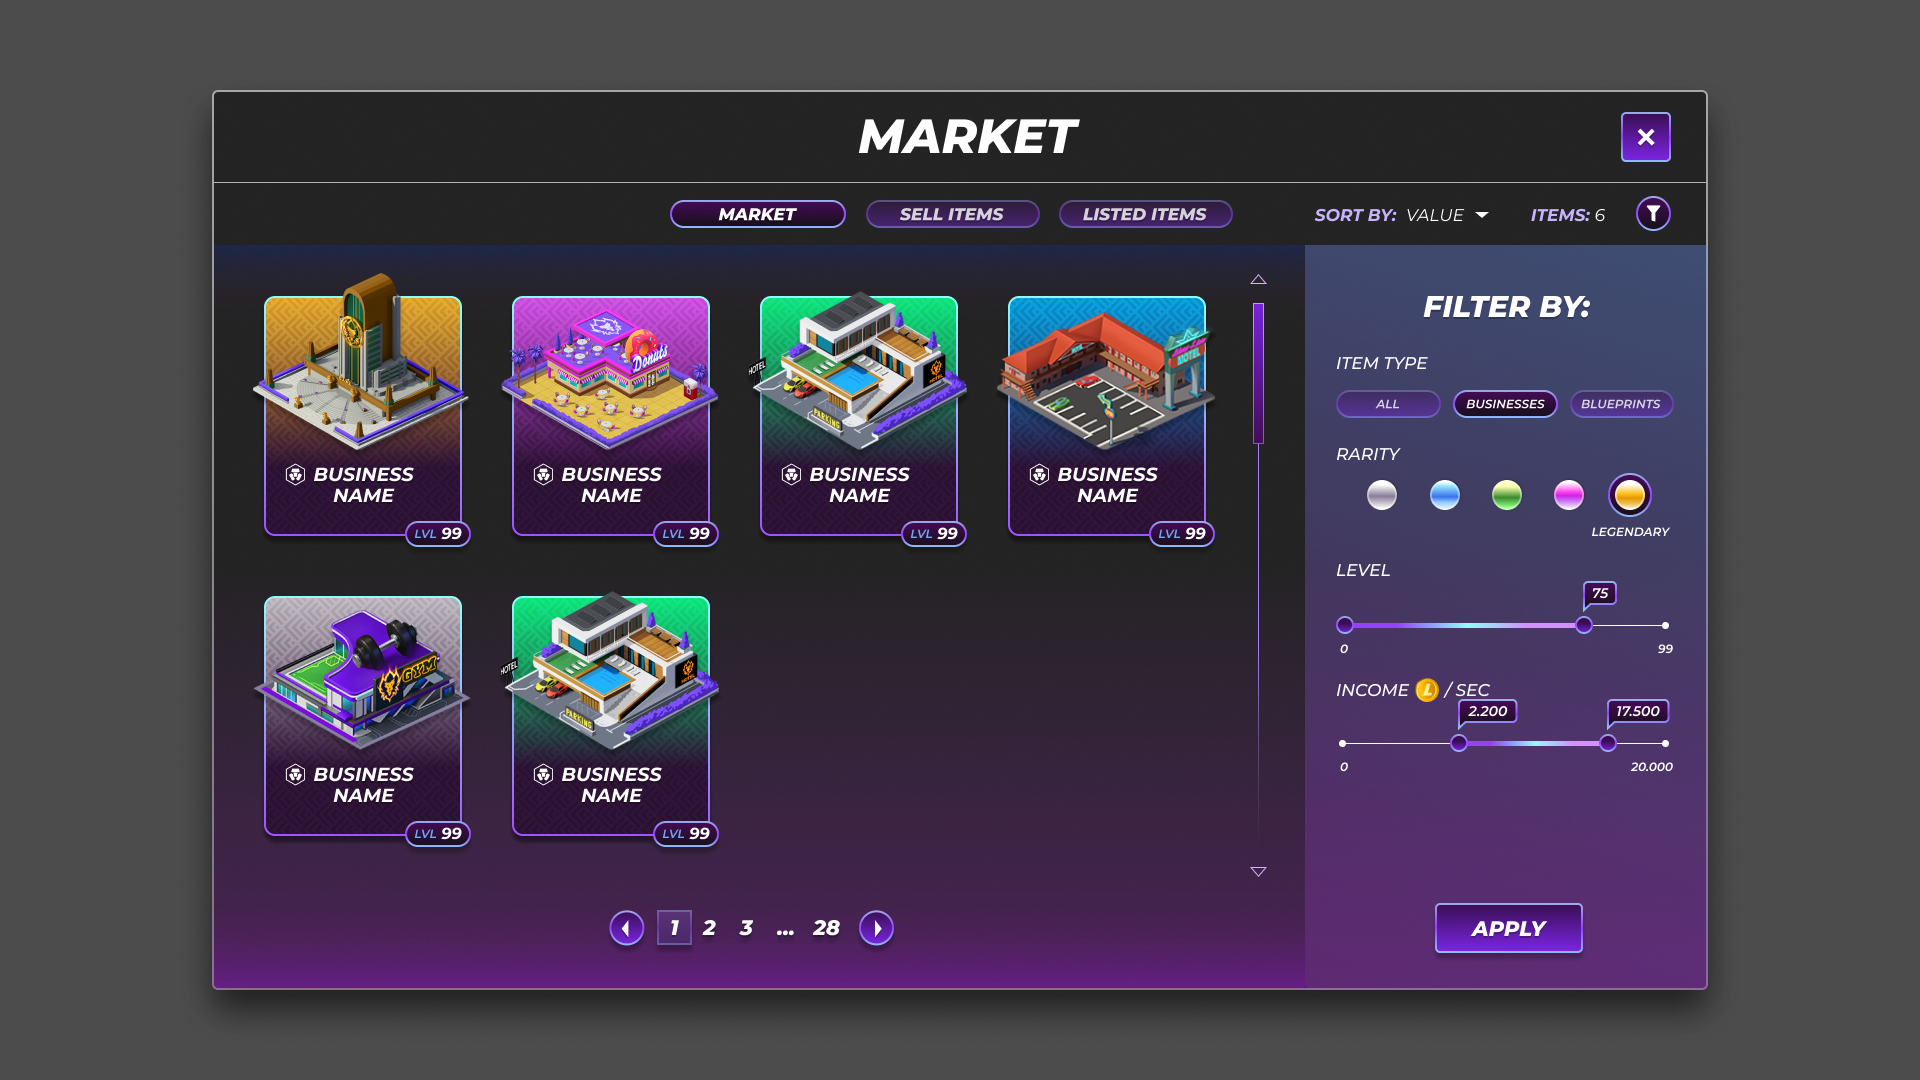 MARKET
MARKET
SELL ITEMS
LISTED ITEMS
SORT BY: VALUE
ITEMS: 6
Donuts
HOTEL
PARKING
HOTEL
MOTEL
BUSINESS
NAME
LVL 99
BUSINESS
NAME
LVL 99
BUSINESS
NAME
LVL 99
BUSINESS
NAME
LVL 99
GYM
HOTEL
PARKING
HOTEL
BUSINESS
NAME
LVL 99
BUSINESS
NAME
LVL 99
1 2 3 ... 28
FILTER BY:
ITEM TYPE
ALL
BUSINESSES
BLUEPRINTS
RARITY
LEGENDARY
LEVEL
75
0
99
INCOME L / SEC
2.200
17.500
0
20.000
APPLY